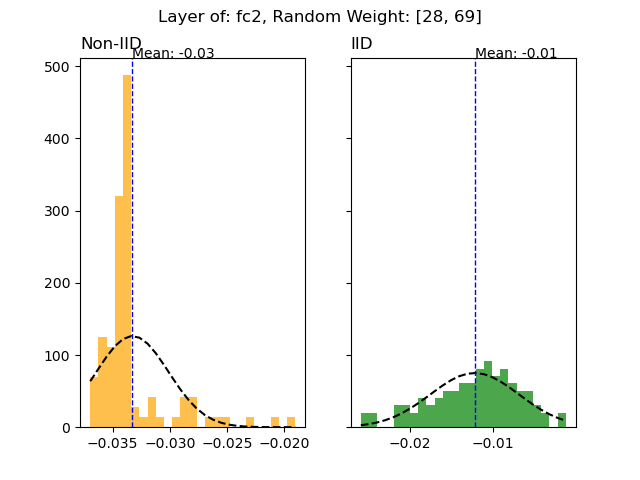 Layer of: fc2, Random Weight: [28, 69]
Non-IID
Mean: -0.03
IID
Mean: -0.01
500
400
300
200
100
0
−0.035 −0.030 −0.025 −0.020
−0.02 −0.01